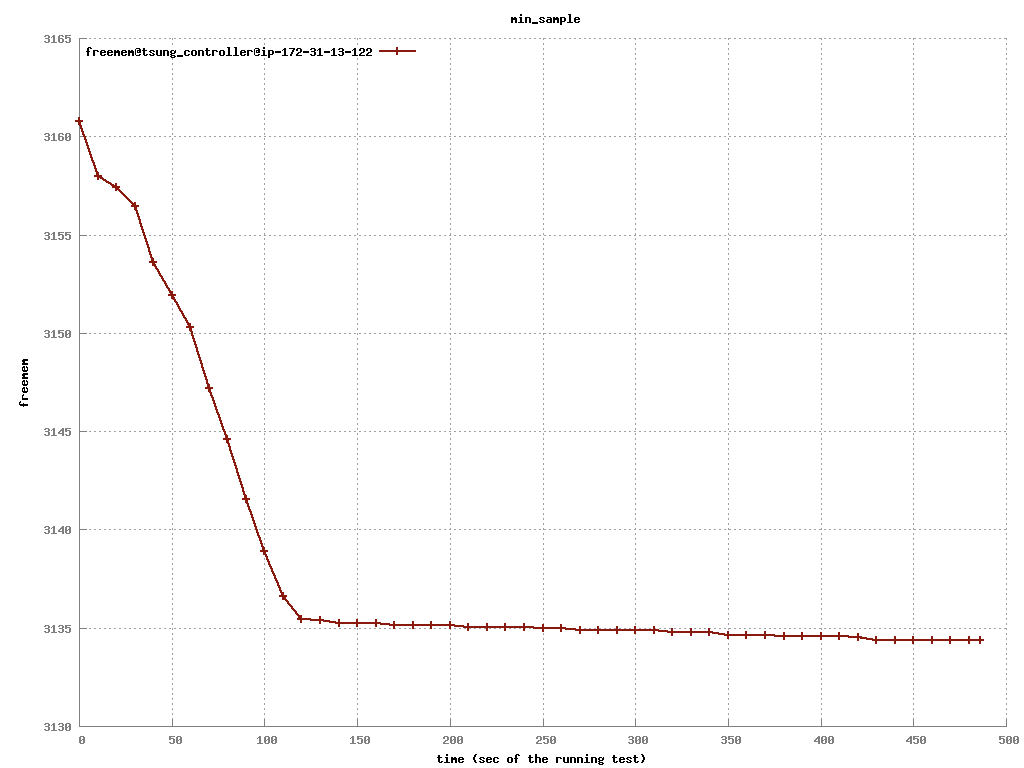 min_sample
freemem@tsung_controller@ip-172-31-13-122
3165
3160
3155
3150
3145
3140
3135
3130
freemem
0 50 100 150 200 250 300 350 400 450 500
time (sec of the running test)